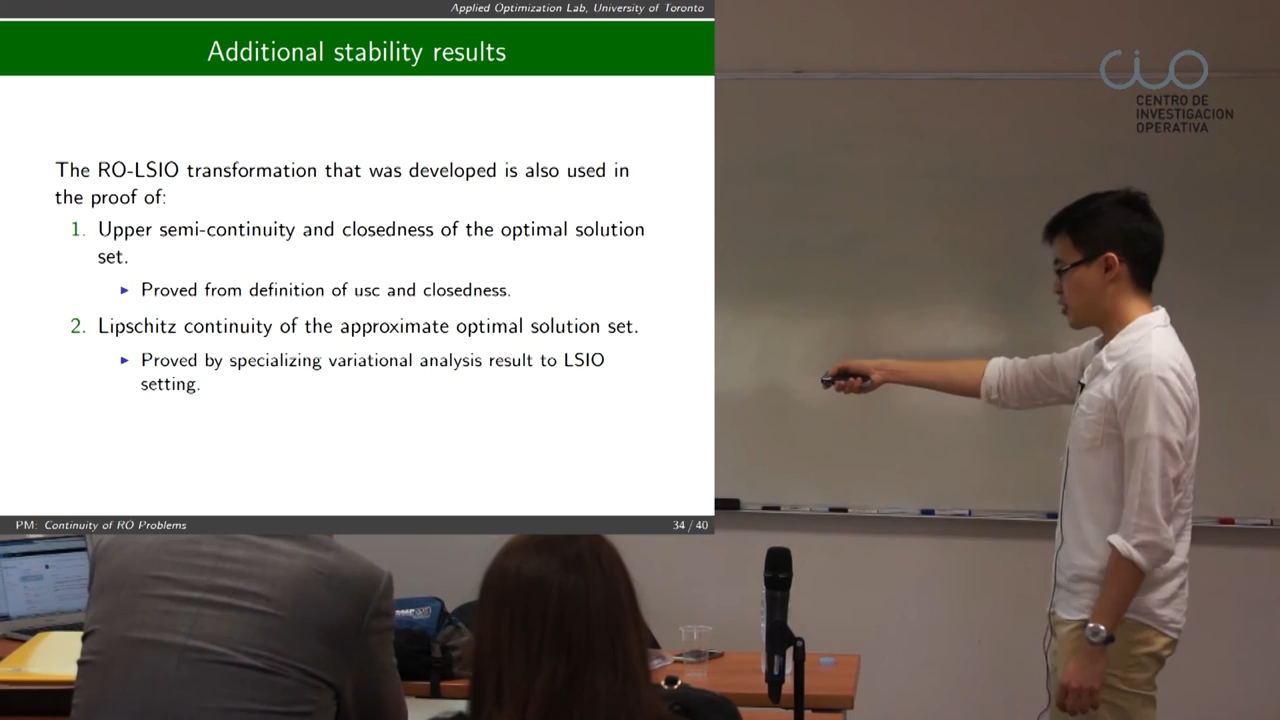 Applied Optimization Lab, University of Toronto
Additional stability results
The RO-LSIO transformation that was developed is also used in
the proof of:
1. Upper semi-continuity and closedness of the optimal solution
set.
▶ Proved from definition of usc and closedness.
2. Lipschitz continuity of the approximate optimal solution set.
▶ Proved by specializing variational analysis result to LSIO
setting.
PM: Continuity of RO Problems
34 / 40
CIO
CENTRO DE
INVESTIGACION
OPERATIVA